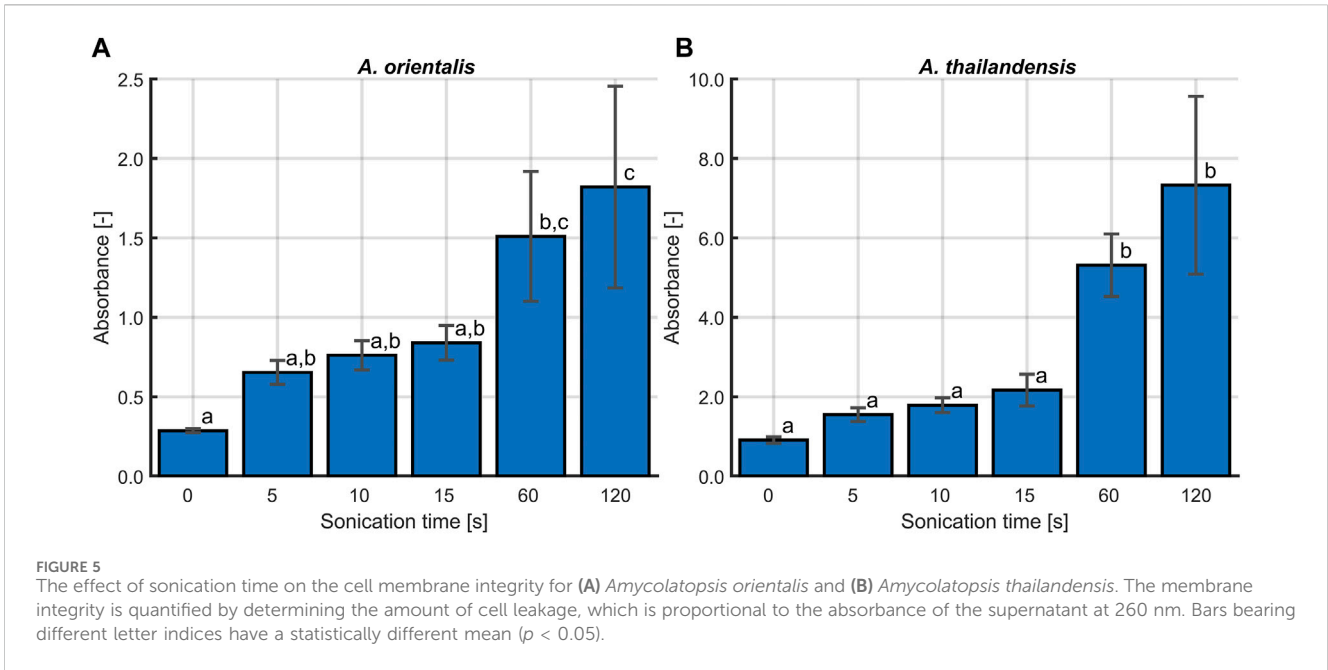 A
A. orientalis
2.5
2.0
1.5
1.0
0.5
0.0
Absorbance [-]
a
a,b
a,b
a,b
b,c
c
0 5 10 15 60 120
Sonication time [s]
B
A. thailandensis
10.0
8.0
6.0
4.0
2.0
0.0
Absorbance [-]
a
a
a
a
b
b
0 5 10 15 60 120
Sonication time [s]
FIGURE 5
The effect of sonication time on the cell membrane integrity for (A) Amycolatopsis orientalis and (B) Amycolatopsis thailandensis. The membrane
integrity is quantified by determining the amount of cell leakage, which is proportional to the absorbance of the supernatant at 260 nm. Bars bearing
different letter indices have a statistically different mean (p < 0.05).